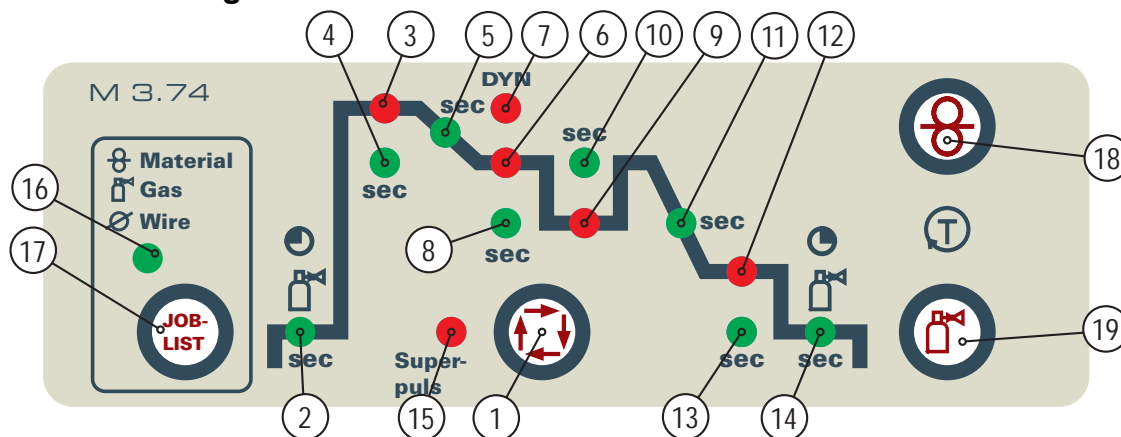 g
4
3
5
7
6
10
9
11
12
M 3.74
DYN
sec
Material
Gas
Wire
sec
sec
sec
sec
T
16
17
18
8
JOB-
LIST
sec
Super-
puls
sec
sec
19
2
15
1
13
14